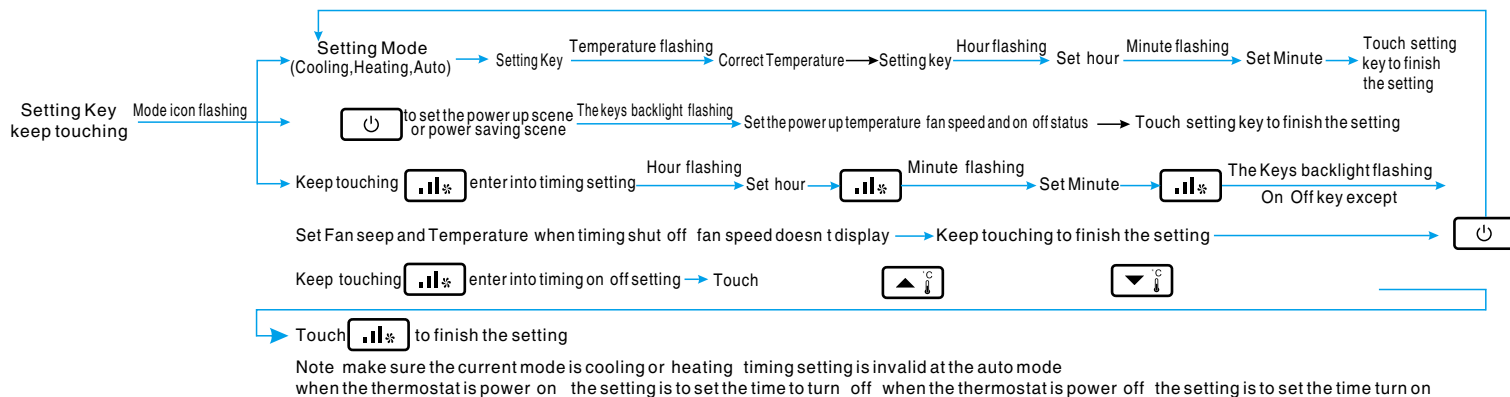 Setting Key
keep touching
Mode icon flashing
Setting Mode
(Cooling,Heating,Auto)
Setting Key
Temperature flashing
Correct Temperature
Setting key
Hour flashing
Set hour
Minute flashing
Set Minute
Touch setting
key to finish
the setting
to set the power up scene
or power saving scene
The keys backlight flashing
Set the power up temperature fan speed and on off status
Touch setting key to finish the setting
Keep touching
enter into timing setting
Hour flashing
Set hour
Minute flashing
Set Minute
The Keys backlight flashing
On Off key except
Set Fan seep and Temperature when timing shut off fan speed doesn t display
Keep touching to finish the setting
Keep touching
enter into timing on off setting
Touch
°C
°C
Touch
to finish the setting
Note make sure the current mode is cooling or heating timing setting is invalid at the auto mode
when the thermostat is power on the setting is to set the time to turn off when the thermostat is power off the setting is to set the time turn on